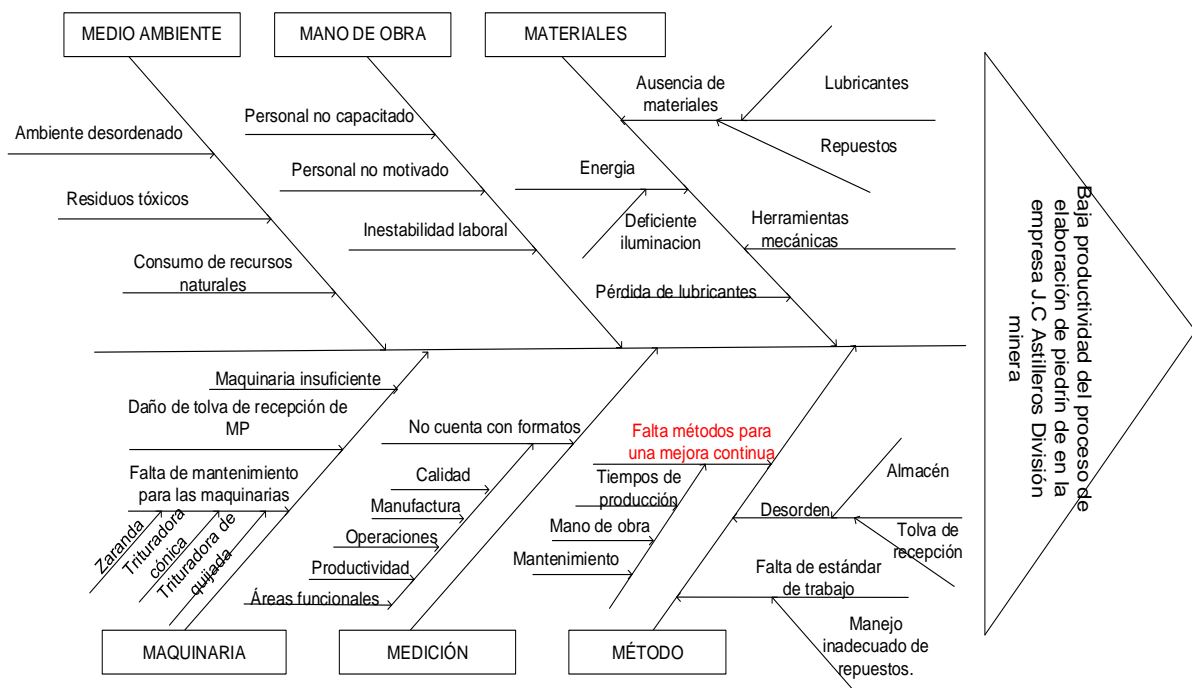 MEDIO AMBIENTE
MANO DE OBRA
MATERIALES
Ambiente desordenado
Residuos tóxicos
Consumo de recursos
naturales
Personal no capacitado
Personal no motivado
Inestabilidad laboral
Ausencia de
materiales
Lubricantes
Repuestos
Energia
Deficiente
iluminacion
Herramientas
mecánicas
Pérdida de lubricantes
Baja productividad del proceso de
elaboración de piedrín de en la
empresa J.C Astilleros División
minera
Maquinaria insuficiente
Daño de tolva de recepción de
MP
Falta de mantenimiento
para las maquinarias
Zaranda
Trituradora
cónica
Trituradora de
quijada
No cuenta con formatos
Calidad
Manufactura
Operaciones
Productividad
Áreas funcionales
Falta métodos para
una mejora continua
Tiempos de
producción
Mano de obra
Mantenimiento
Almacén
Desorden
Tolva de
recepción
Falta de estándar
de trabajo
Manejo
inadecuado de
repuestos.
MAQUINARIA
MEDICIÓN
MÉTODO